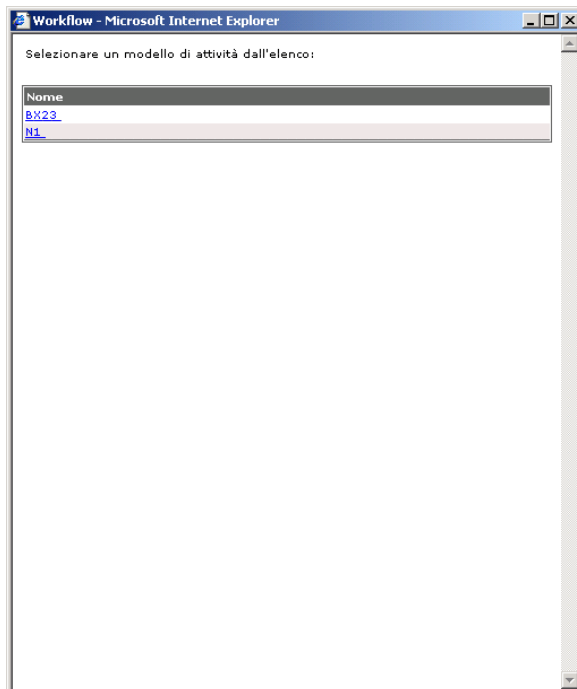 Workflow - Microsoft Internet Explorer
Selezionare un modello di attività dall'elenco:
Nome
BX23
N1